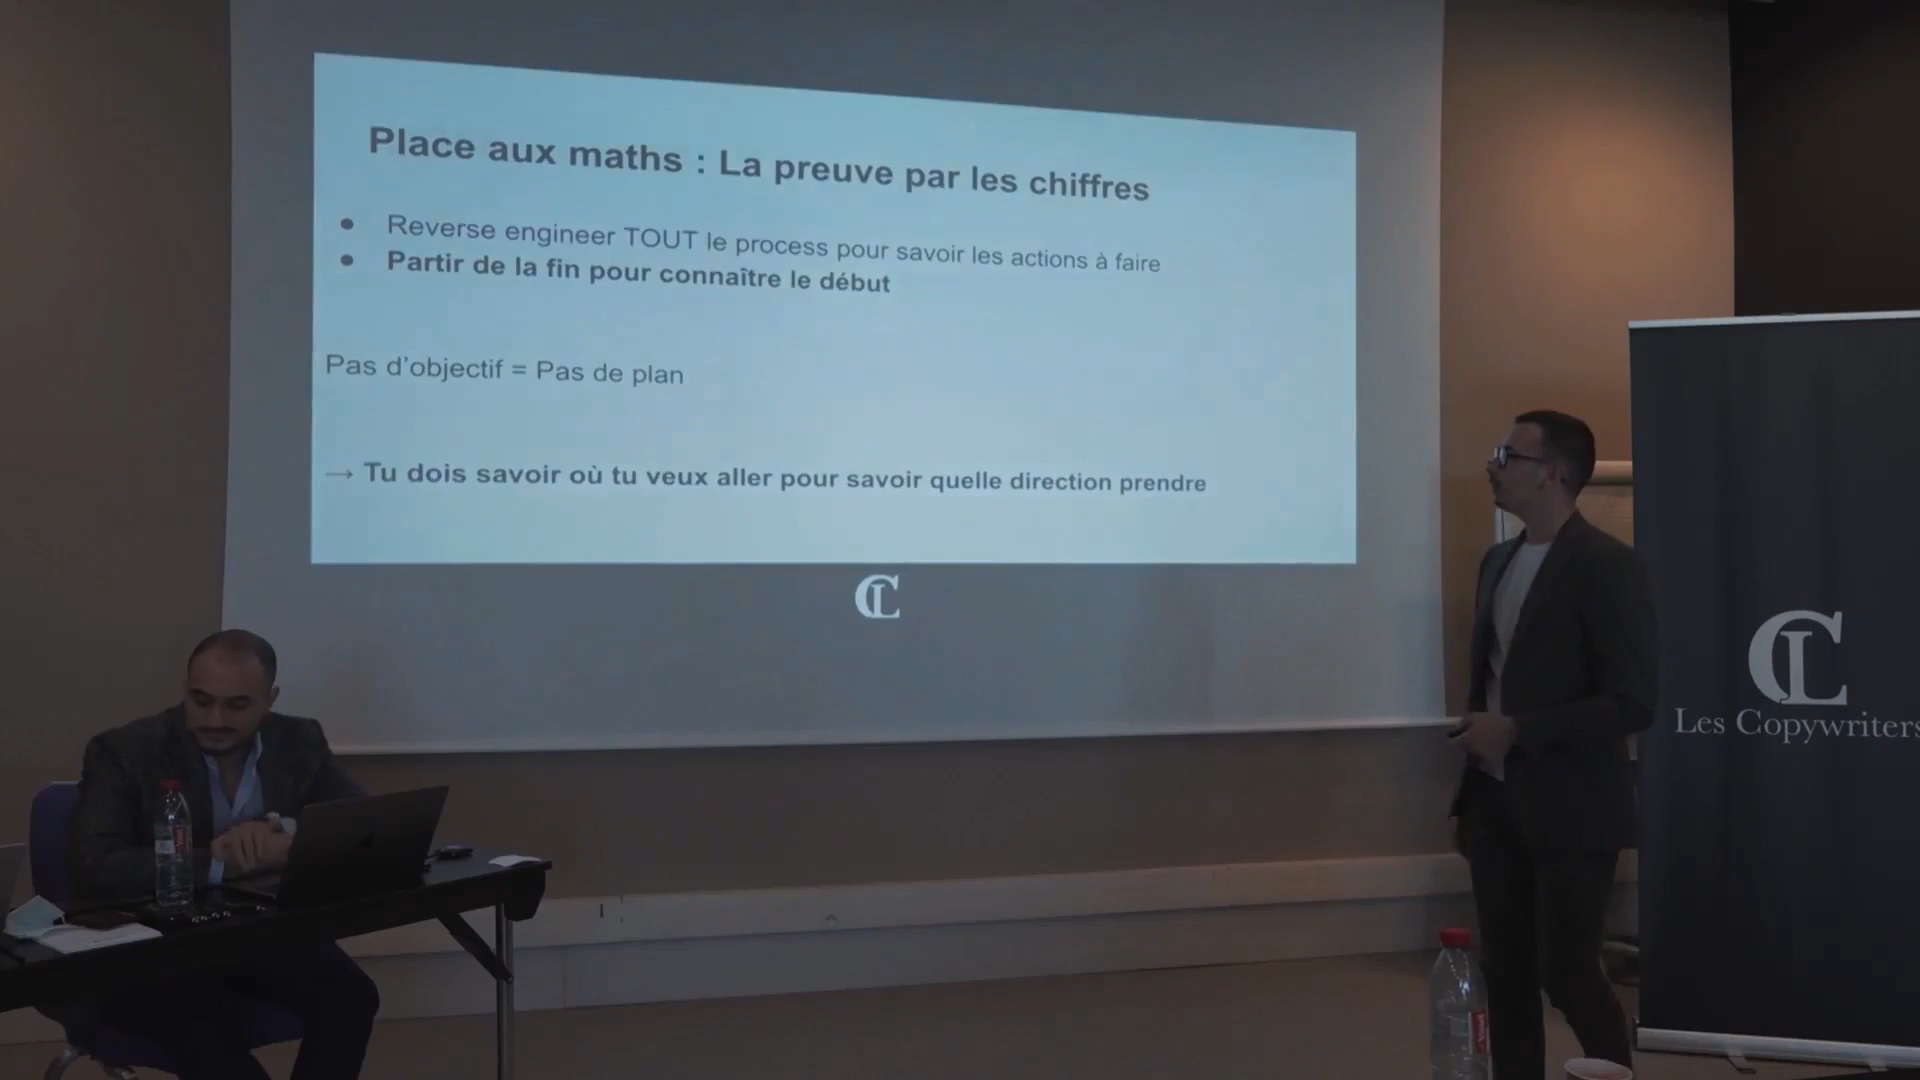 Place aux maths : La preuve par les chiffres
● Reverse engineer TOUT le process pour savoir les actions à faire
● Partir de la fin pour connaître le début
Pas d'objectif = Pas de plan
→ Tu dois savoir où tu veux aller pour savoir quelle direction prendre
CL
CL
Les Copywriters